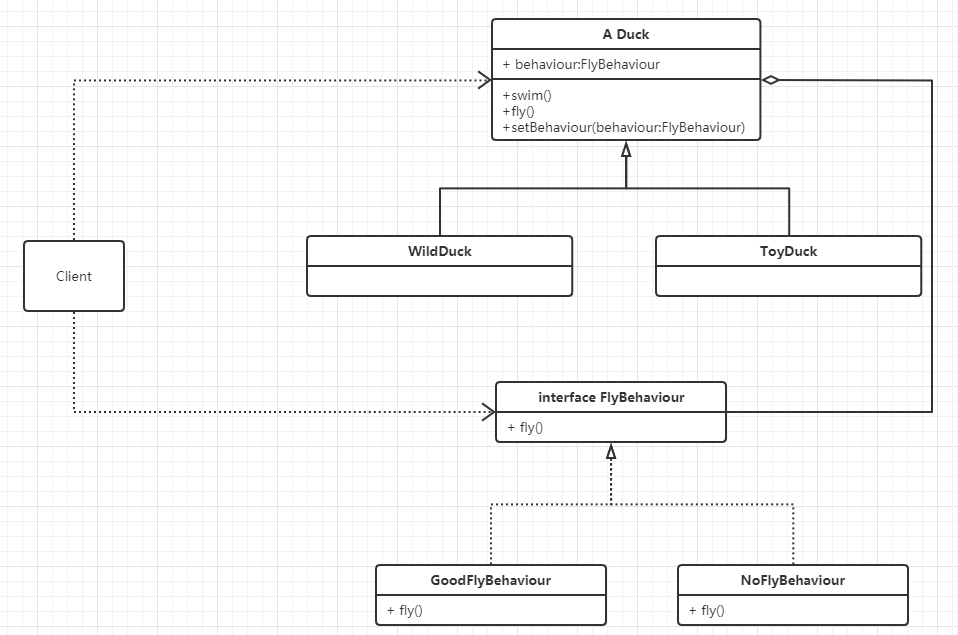 A Duck
+ behaviour:FlyBehaviour
+swim()
+fly()
+setBehaviour(behaviour:FlyBehaviour)
WildDuck
ToyDuck
Client
interface FlyBehaviour
+ fly()
GoodFlyBehaviour
+ fly()
NoFlyBehaviour
+ fly()